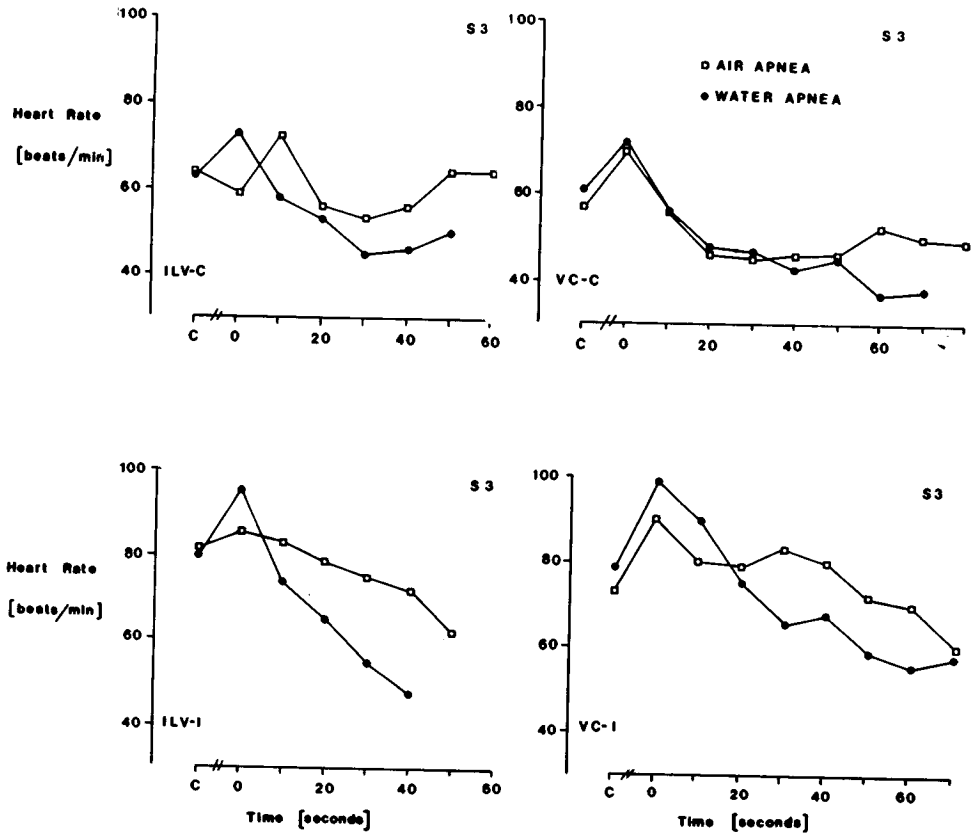 100
80
60
40
Heart Rate
[beats/min]
S 3
ILV-C
C 0 20 40 60
100
80
60
40
S 3
AIR APNEA
WATER APNEA
VC-C
C 0 20 40 60
100
80
60
40
Heart Rate
[beats/min]
S 3
ILV-I
C 0 20 40 60
Time [seconds]
100
80
60
40
S3
VC-I
C 0 20 40 60
Time [seconds]